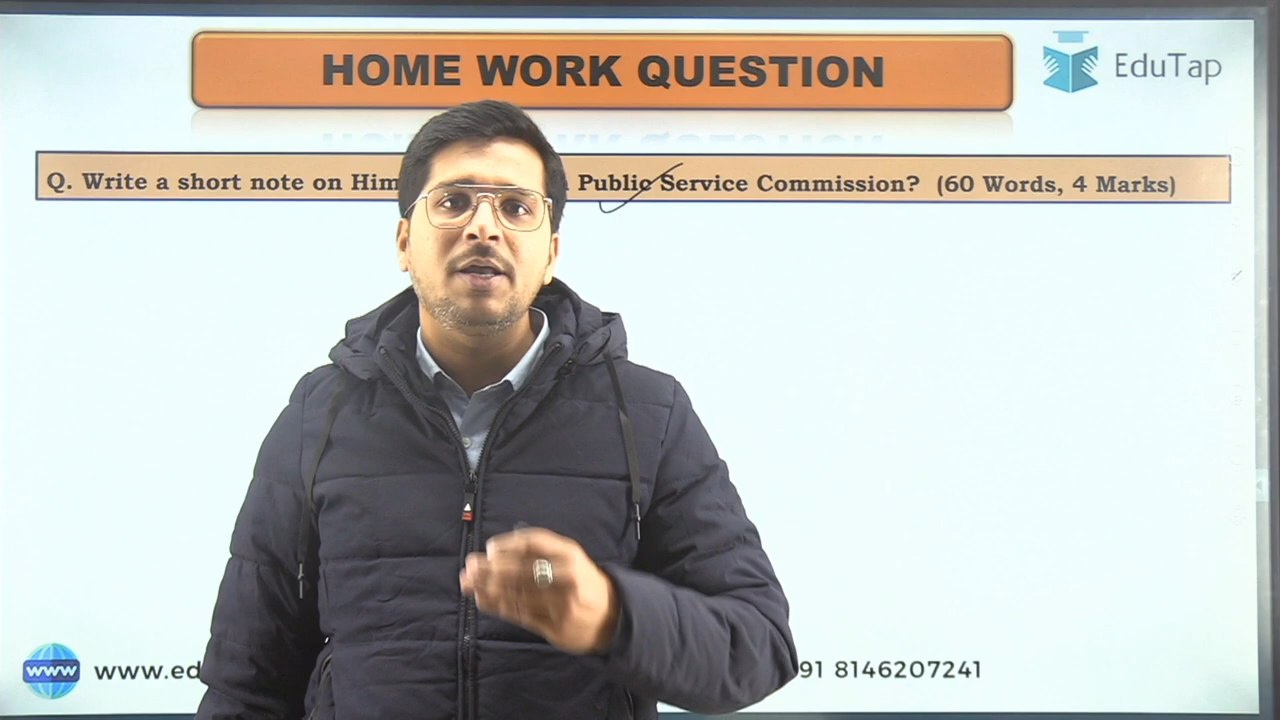 HOME WORK QUESTION
EduTap
Q. Write a short note on Him Public Service Commission? (60 Words, 4 Marks)
www www.ed 91 8146207241